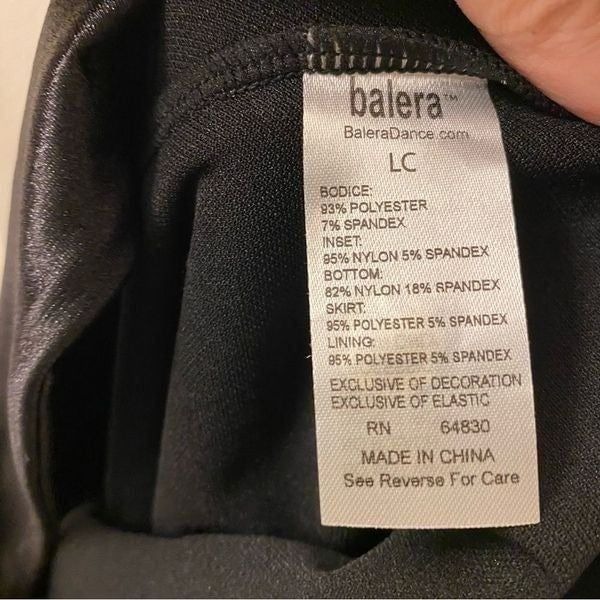 balera™
BaleraDance.com
LC
BODICE:
93% POLYESTER
7% SPANDEX
INSET:
95% NYLON 5% SPANDEX
BOTTOM:
82% NYLON 18% SPANDEX
SKIRT:
95% POLYESTER 5% SPANDEX
LINING:
95% POLYESTER 5% SPANDEX
EXCLUSIVE OF DECORATION
EXCLUSIVE OF ELASTIC
RN 64830
MADE IN CHINA
See Reverse For Care